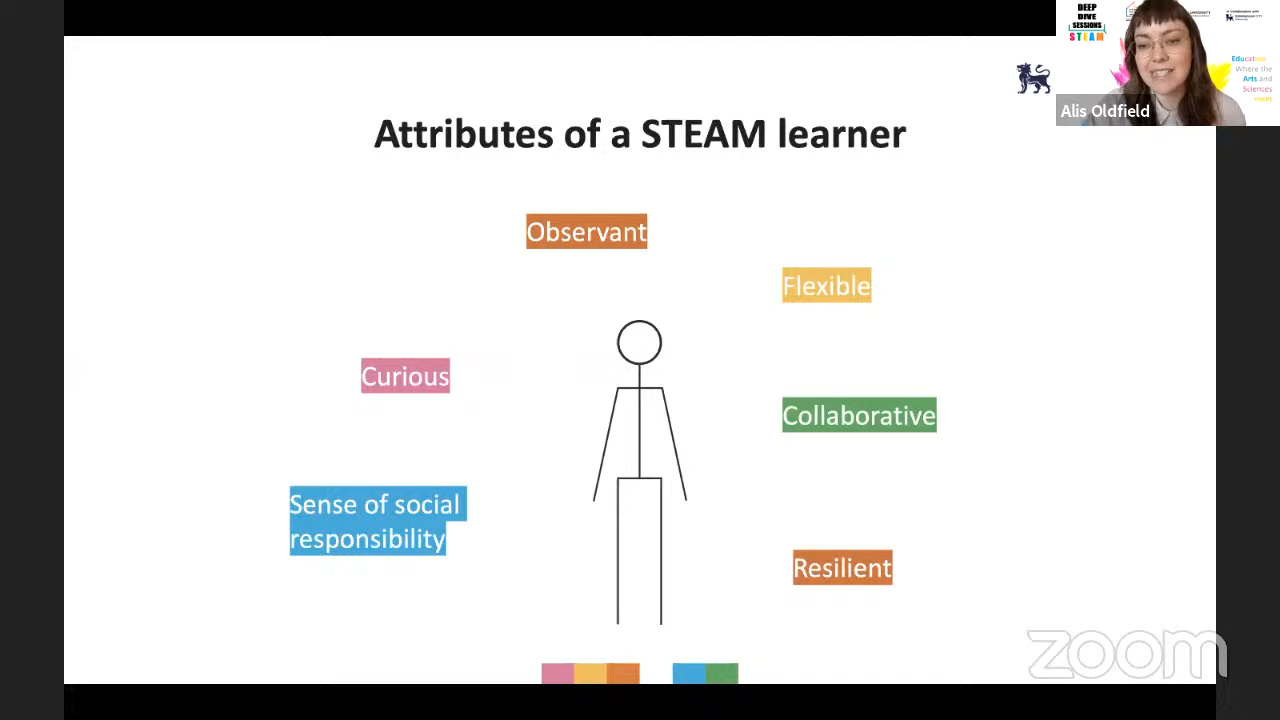 DEEP
DIVE
SESSIONS
STEAM
Education
Where the
Arts and
Sciences
meet
Alis Oldfield
Attributes of a STEAM learner
Observant
Flexible
Curious
Collaborative
Sense of social
responsibility
Resilient
zoom